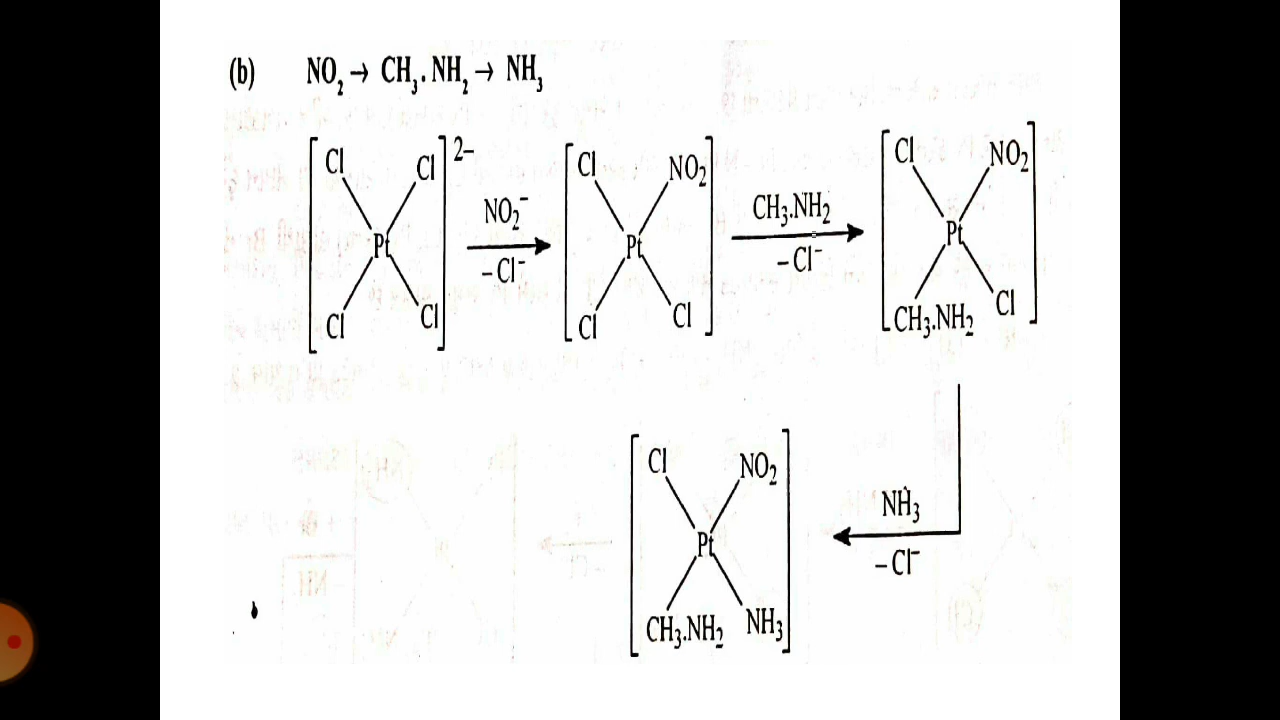 (b) NO₂ → CH₃.NH₂ → NH₃
Cl Cl 2–
Pt
Cl Cl
NO₂⁻
–Cl⁻
Cl NO₂
Pt
Cl Cl
CH₃.NH₂
–Cl⁻
Cl NO₂
Pt
CH₃.NH₂ Cl
NH₃
–Cl⁻
Cl NO₂
Pt
CH₃.NH₂ NH₃